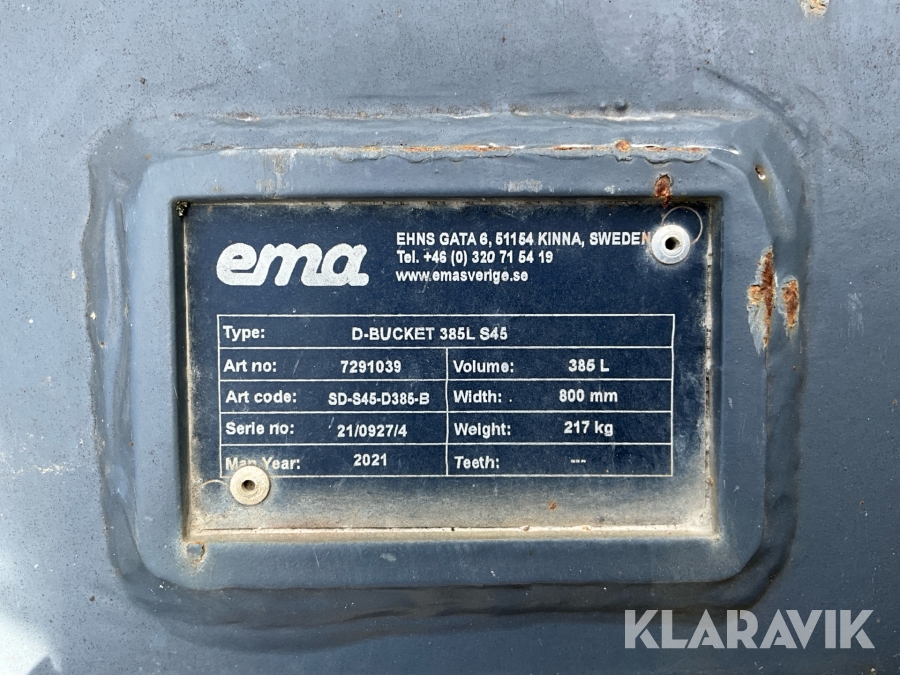 ema
EHNS GATA 6, 51154 KINNA, SWEDEN
Tel. +46 (0) 320 71 54 19
www.emasverige.se
Type: D-BUCKET 385L S45
Art no: 7291039 Volume: 385 L
Art code: SD-S45-D385-B Width: 800 mm
Serie no: 21/0927/4 Weight: 217 kg
Man Year: 2021 Teeth: ---
KLARAVIK